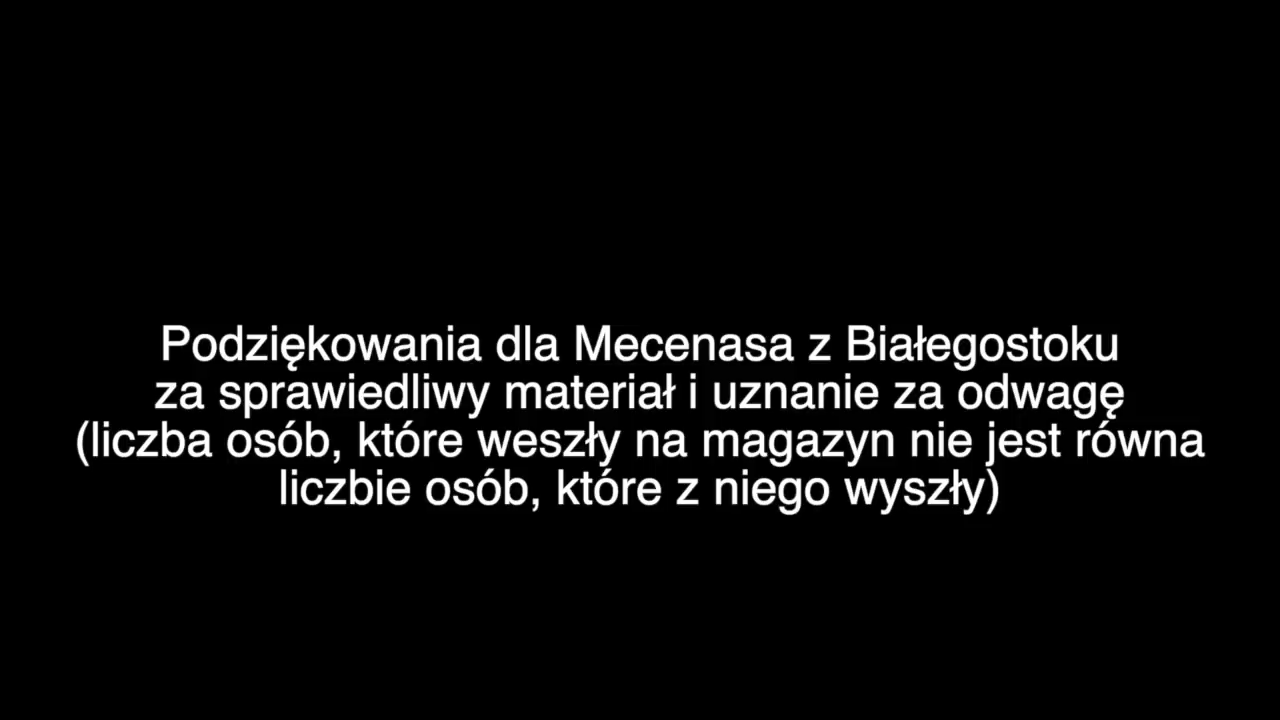 Podziękowania dla Mecenasa z Białegostoku
za sprawiedliwy materiał i uznanie za odwagę
(liczba osób, które weszły na magazyn nie jest równa
liczbie osób, które z niego wyszły)